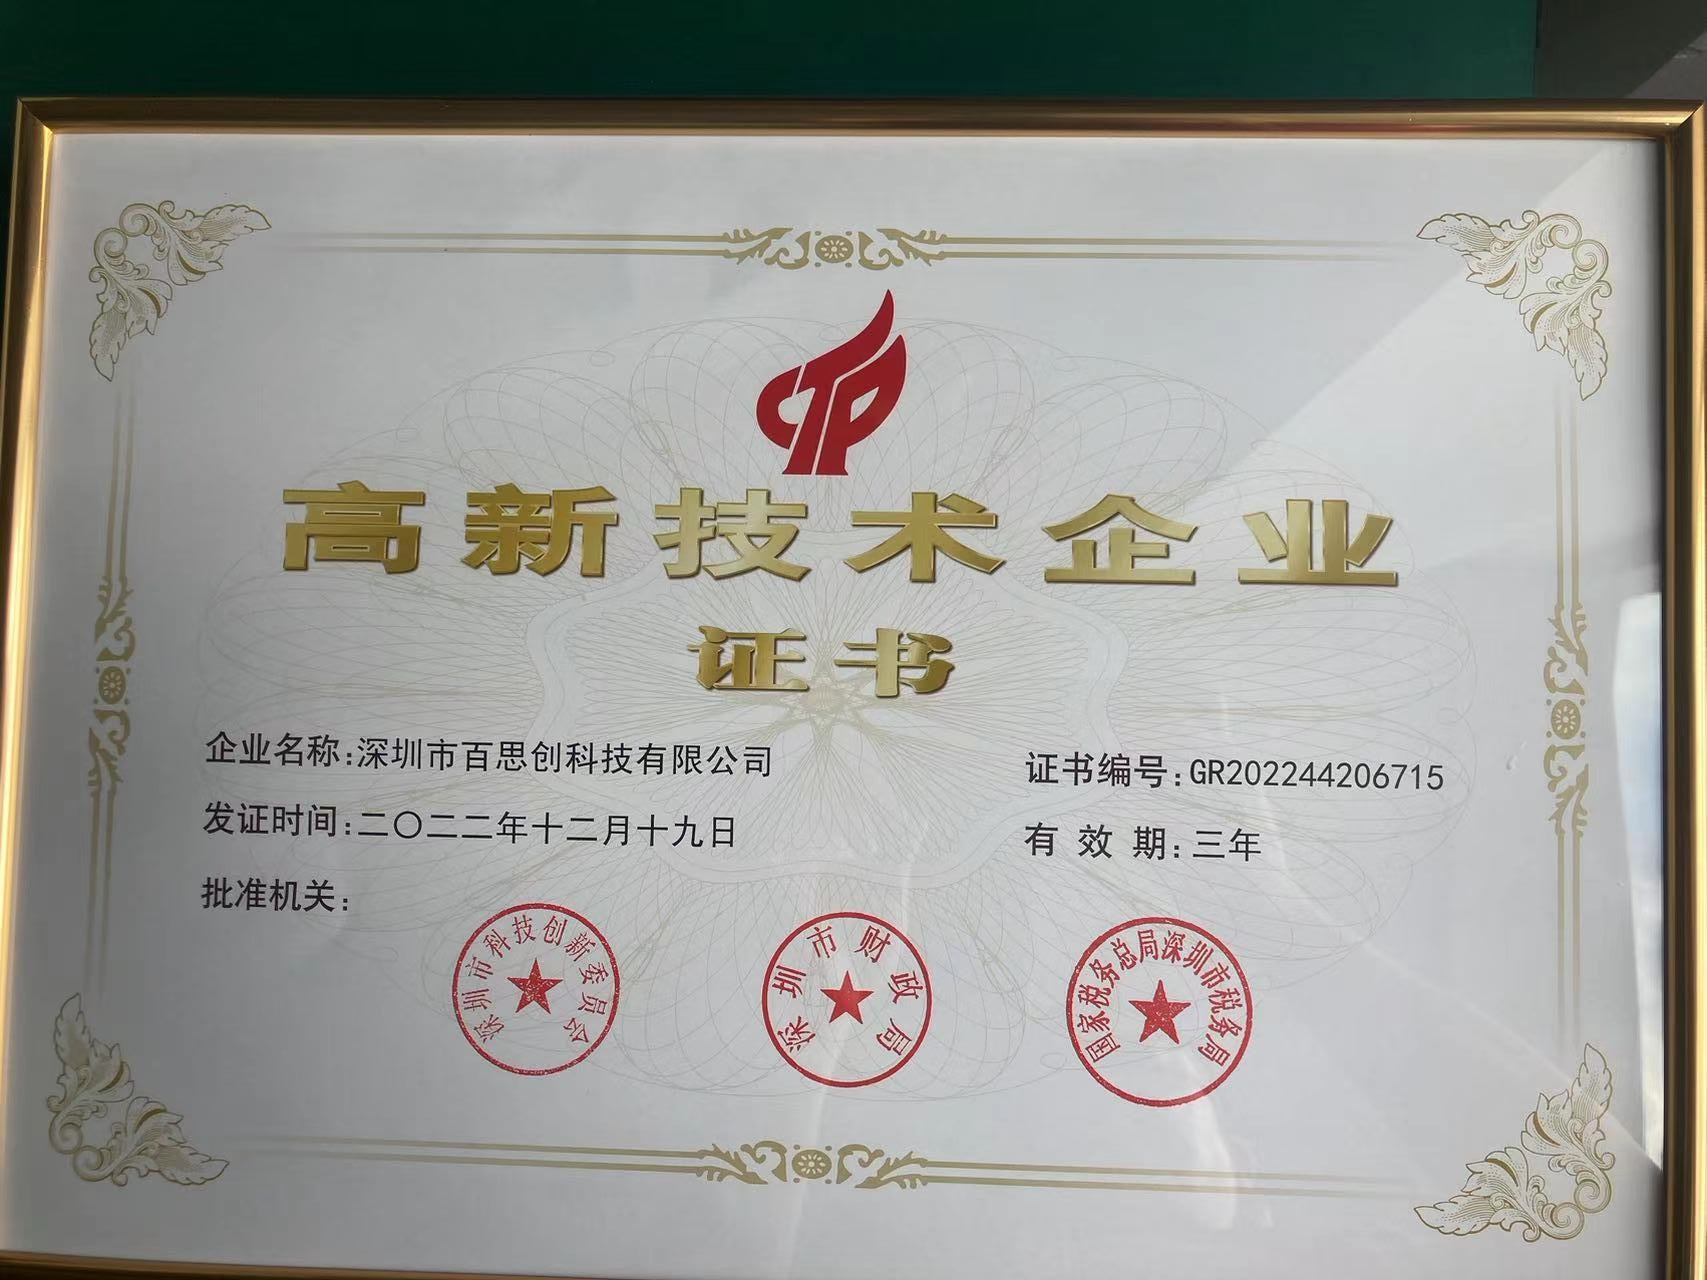 高新技术企业
证书
企业名称:深圳市百思创科技有限公司
证书编号:GR202244206715
发证时间:二〇二二年十二月十九日
有效期:三年
批准机关:
深圳市科技创新委员会
深圳市财政局
国家税务总局深圳市税务局